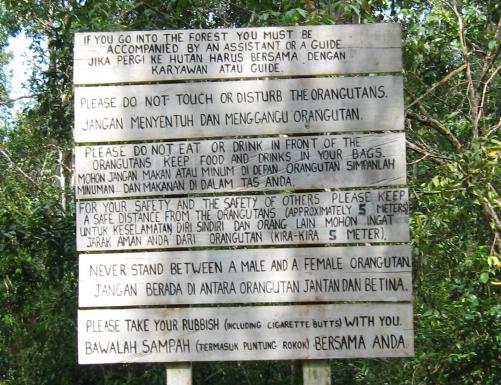 IF YOU GO INTO THE FOREST YOU MUST BE
ACCOMPANIED BY AN ASSISTANT OR A GUIDE.
JIKA PERGI KE HUTAN HARUS BERSAMA DENGAN
KARYAWAN ATAU GUIDE.
PLEASE DO NOT TOUCH OR DISTURB THE ORANGUTANS.
JANGAN MENYENTUH DAN MENGGANGU ORANGUTAN.
PLEASE DO NOT EAT OR DRINK IN FRONT OF THE
ORANGUTANS KEEP FOOD AND DRINKS IN YOUR BAGS.
MOHON JANGAN MAKAN ATAU MINUM DI DEPAN ORANGUTAN SIMPANLAH
MINUMAN DAN MAKANAN DI DALAM TAS ANDA
FOR YOUR SAFETY AND THE SAFETY OF OTHERS PLEASE KEEP
A SAFE DISTANCE FROM THE ORANGUTANS (APPROXIMATELY 5 METERS)
UNTUK KESELAMATAN DIRI SINDIRI DAN ORANG LAIN MOHON INGAT
JARAK AMAN ANDA DARI ORANGUTAN (KIRA-KIRA 5 METER).
NEVER STAND BETWEEN A MALE AND A FEMALE ORANGUTAN
JANGAN BERADA DI ANTARA ORANGUTAN JANTAN DAN BETINA.
PLEASE TAKE YOUR RUBBISH (INCLUDING CIGARETTE BUTTS) WITH YOU.
BAWALAH SAMPAH (TERMASUK PUNTUNG ROKOK) BERSAMA ANDA.